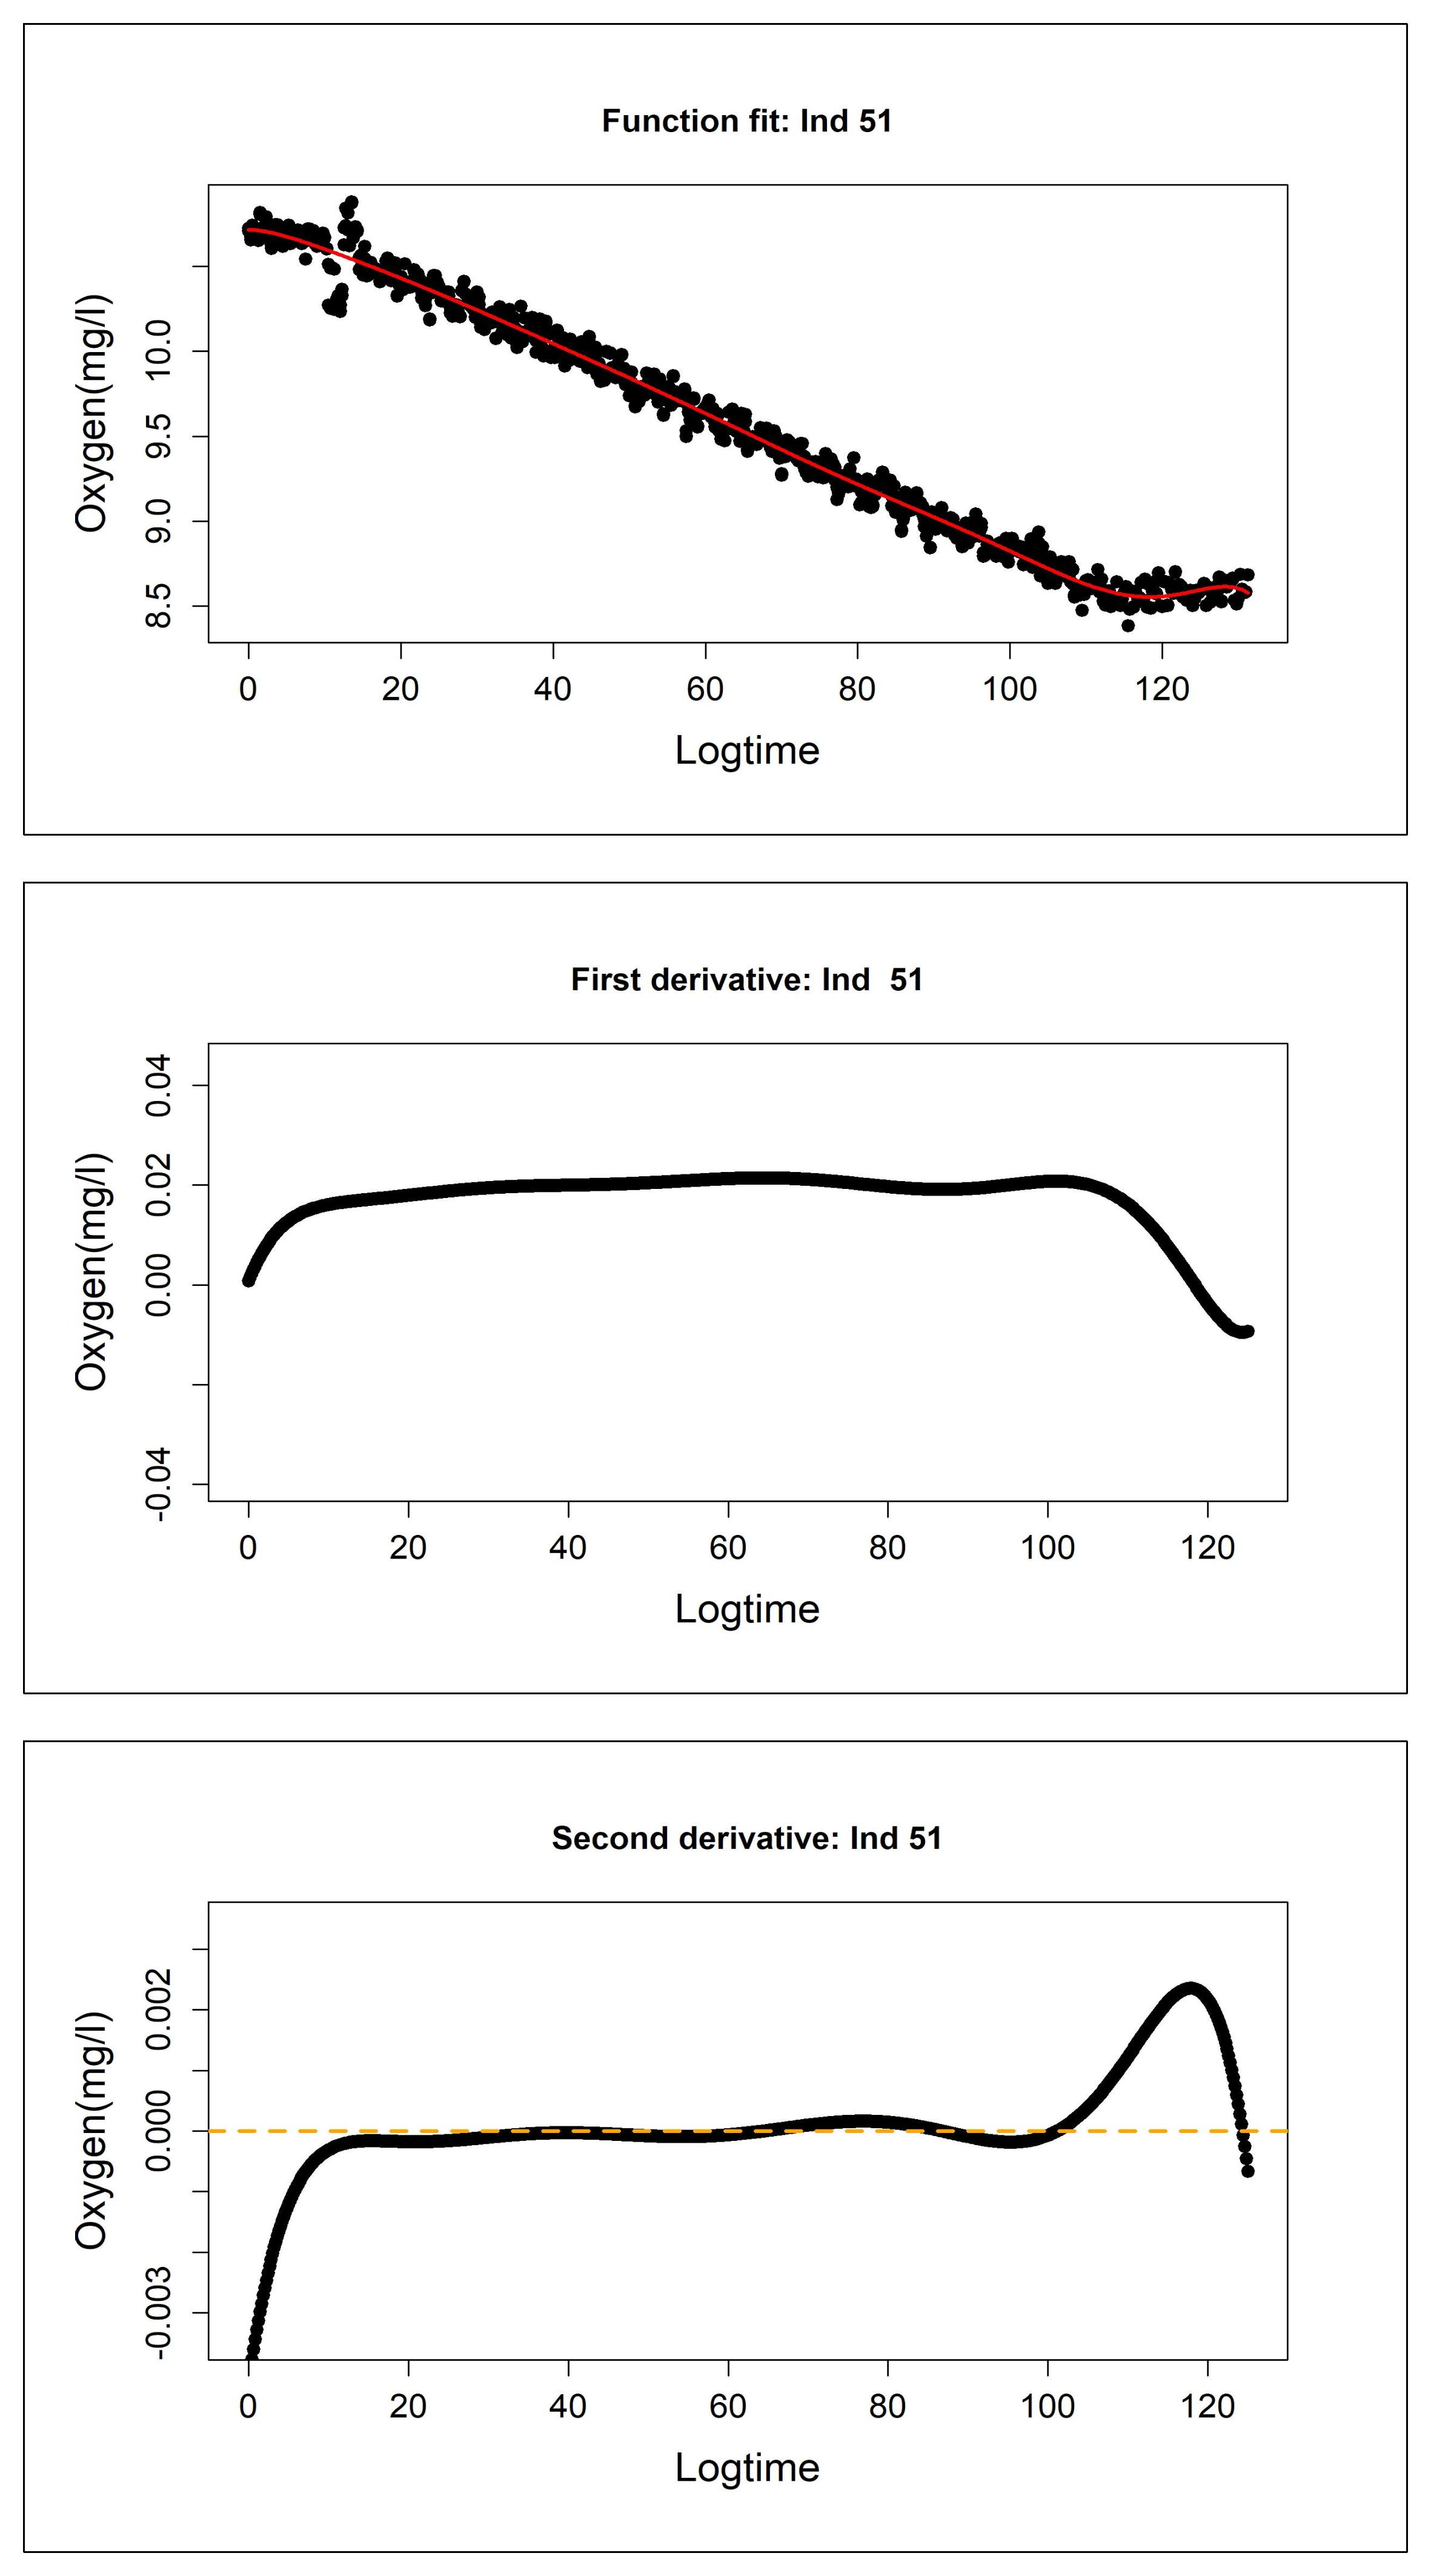 Function fit: Ind 51
Oxygen(mg/l)
10.0
9.5
9.0
8.5
0 20 40 60 80 100 120
Logtime
First derivative: Ind  51
Oxygen(mg/l)
0.04
0.02
0.00
-0.04
0 20 40 60 80 100 120
Logtime
Second derivative: Ind 51
Oxygen(mg/l)
0.002
0.000
-0.003
0 20 40 60 80 100 120
Logtime